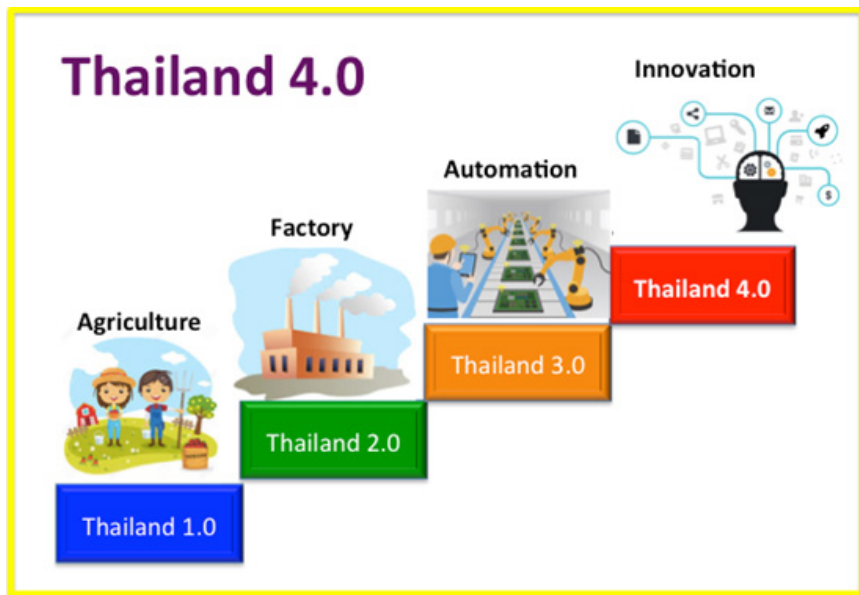 Thailand 4.0
Innovation
Automation
Factory
Agriculture
Thailand 4.0
Thailand 3.0
Thailand 2.0
Thailand 1.0